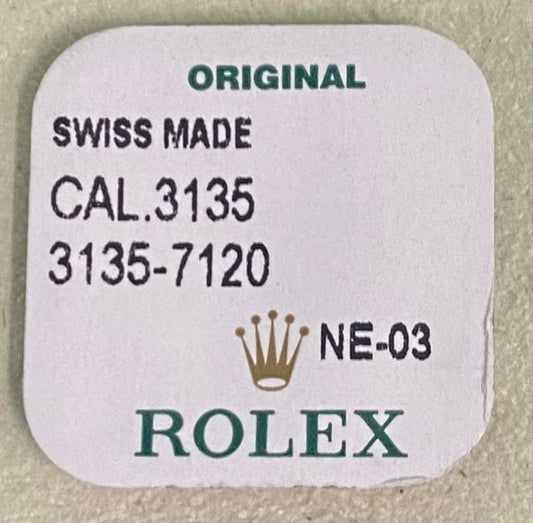 ORIGINAL
SWISS MADE
CAL.3135
3135-7120
NE-03
ROLEX